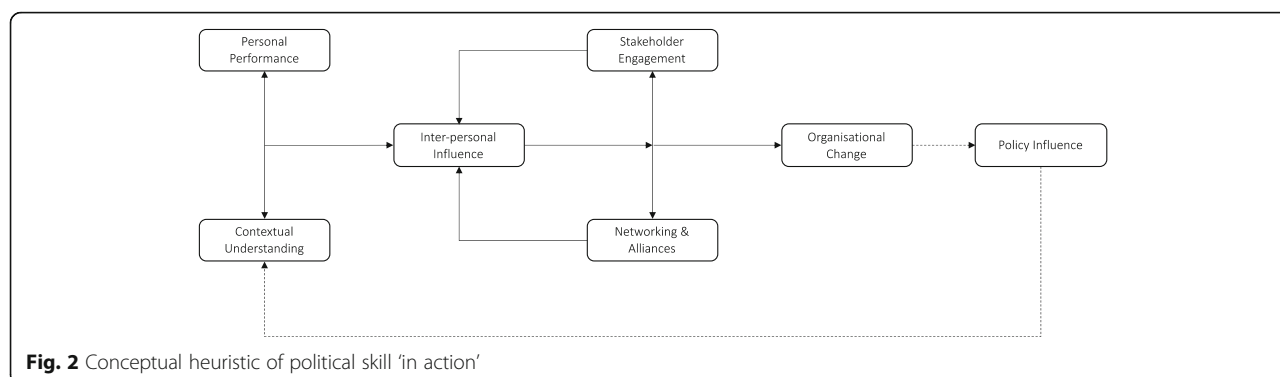 Personal
Performance
Stakeholder
Engagement
Inter-personal
Influence
Organisational
Change
Policy Influence
Contextual
Understanding
Networking &
Alliances
Fig. 2 Conceptual heuristic of political skill ‘in action’